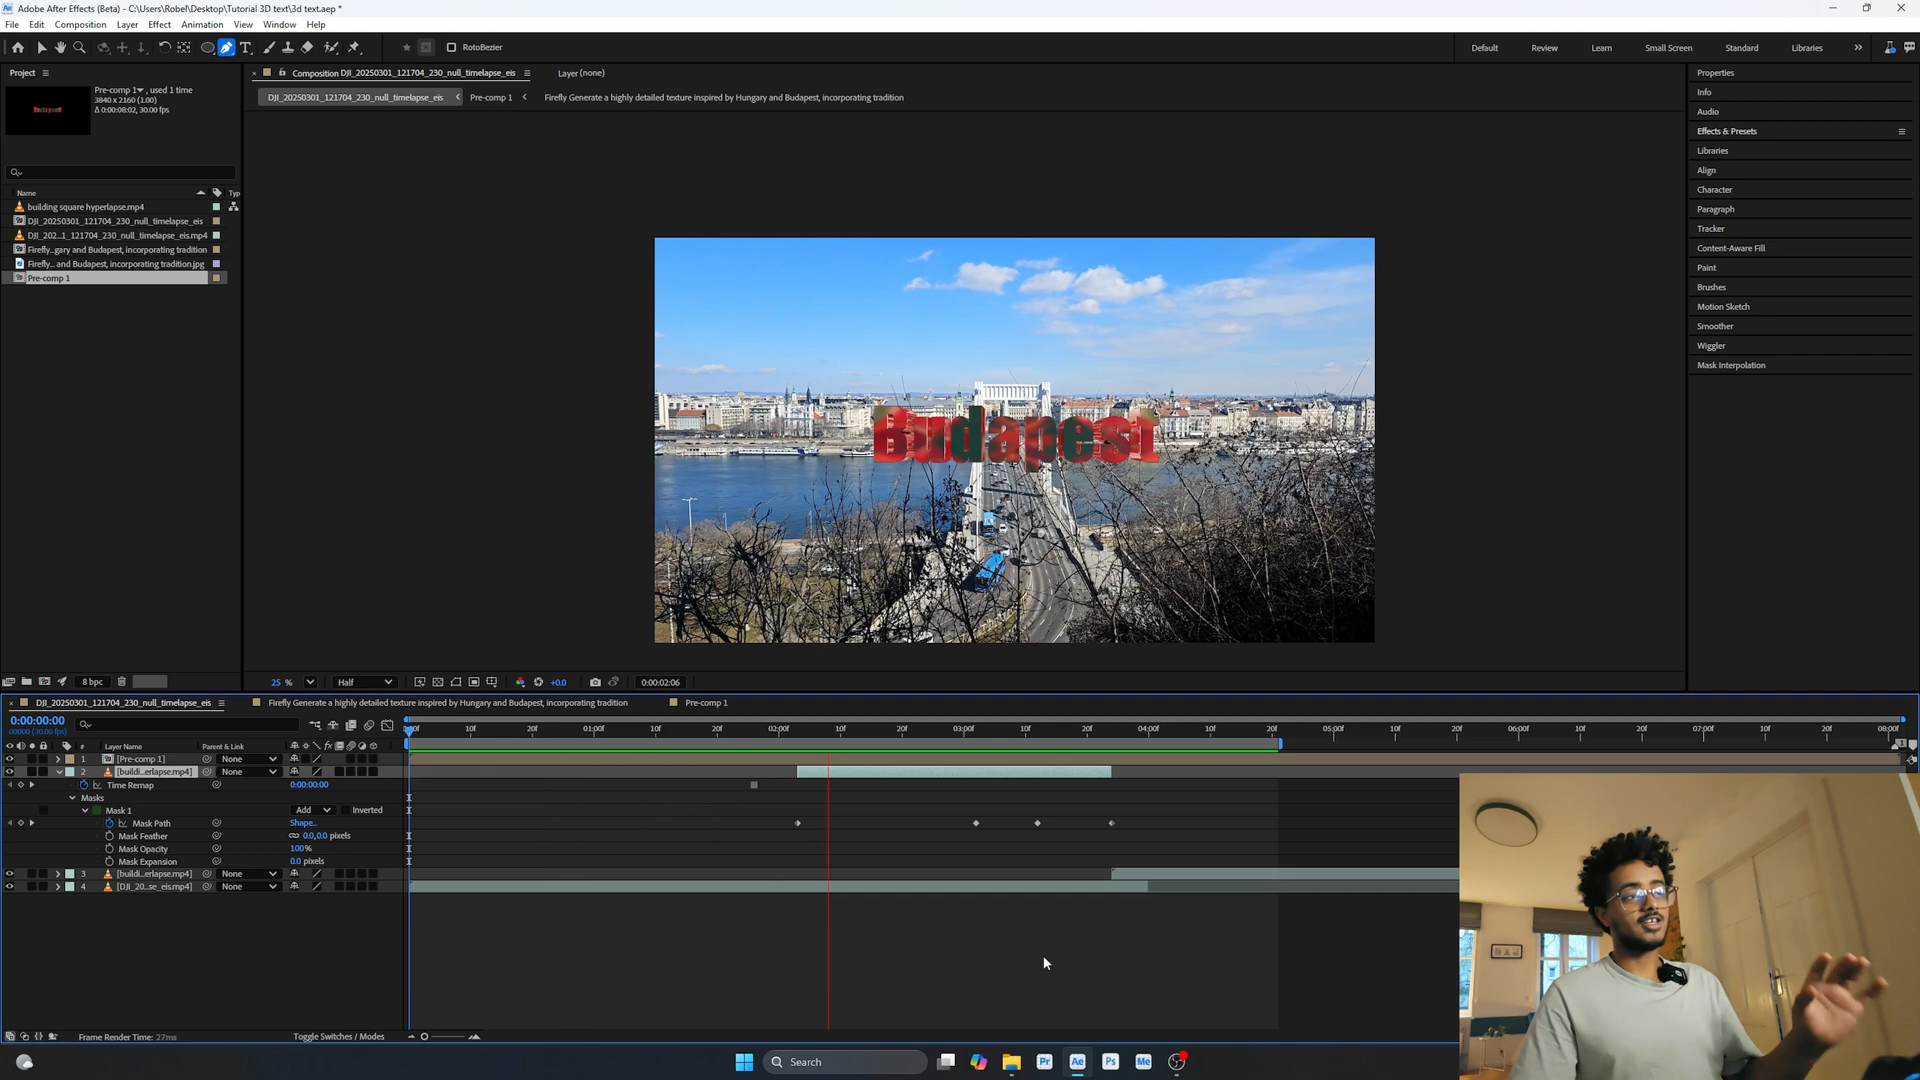 Adobe After Effects (Beta) - C:\Users\Robel\Desktop\Tutorial 3D text\3d text.aep *
File Edit Composition Layer Effect Animation View Window Help
RotoBezier
Default Review Learn Small Screen Standard Libraries
Project
Composition DJI_20250301_121704_230_null_timelapse_eis
Layer (none)
DJI_20250301_121704_230_null_timelapse_eis Pre-comp 1 Firefly Generate a highly detailed texture inspired by Hungary and Budapest, incorporating tradition
Pre-comp 1, used 1 time
3840 x 2160 (1.00)
Δ 0:00:08:02, 30.00 fps
Name Typ
building square hyperlapse.mp4
DJI_20250301_121704_230_null_timelapse_eis
DJI_202...1_121704_230_null_timelapse_eis.mp4
Firefly...gary and Budapest, incorporating tradition
Firefly... and Budapest, incorporating tradition.jpg
Pre-comp 1
Budapest
Properties
Info
Audio
Effects & Presets
Libraries
Align
Character
Paragraph
Tracker
Content-Aware Fill
Paint
Brushes
Motion Sketch
Smoother
Wiggler
Mask Interpolation
8 bpc
25 % Half +0.0 0:00:02:06
DJI_20250301_121704_230_null_timelapse_eis Firefly Generate a highly detailed texture inspired by Hungary and Budapest, incorporating tradition Pre-comp 1
0:00:00:00
00000 (30.00 fps)
10f 20f 01:00f 10f 20f 02:00f 10f 20f 03:00f 10f 20f 04:00f 10f 20f 05:00f 10f 20f 06:00f 10f 20f 07:00f 10f 20f 08:00f
# Layer Name Parent & Link
1 [Pre-comp 1] None
2 [buildi...erlapse.mp4] None
Time Remap 0:00:00:00
Masks
Mask 1 Add Inverted
Mask Path Shape...
Mask Feather 0.0,0.0 pixels
Mask Opacity 100%
Mask Expansion 0.0 pixels
3 [buildi...erlapse.mp4] None
4 [DJI_20...se_eis.mp4] None
Frame Render Time: 27ms Toggle Switches / Modes
Search
Pr Ae Ps Me